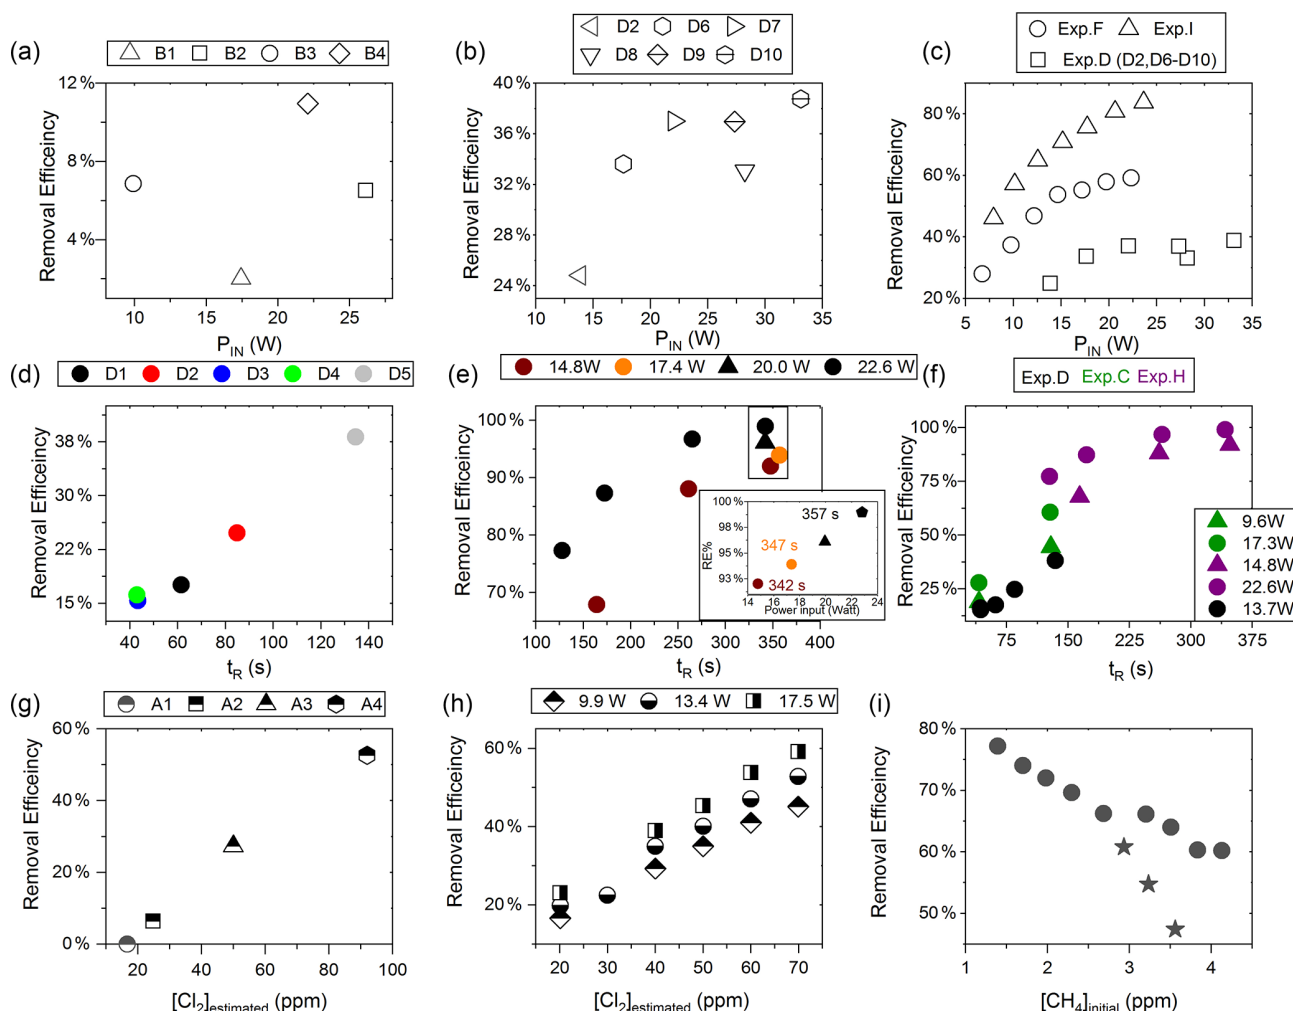 (a)
B1 B2 B3 B4
12 %
8 %
4 %
Removal Efficeincy
10 15 20 25
P_IN (W)
(b)
D2 D6 D7
D8 D9 D10
40 %
36 %
32 %
28 %
24 %
Removal Efficeincy
10 15 20 25 30 35
P_IN (W)
(c)
Exp.F Exp.I
Exp.D (D2,D6-D10)
80 %
60 %
40 %
20 %
Removal Efficeincy
5 10 15 20 25 30 35
P_IN (W)
(d)
D1 D2 D3 D4 D5
38 %
30 %
22 %
15 %
Removal Efficeincy
40 60 80 100 120 140
t_R (s)
(e)
14.8W 17.4 W 20.0 W 22.6 W
100 %
90 %
80 %
70 %
Removal Efficeincy
100 150 200 250 300 350 400
t_R (s)
100 %
98 %
95 %
93 %
RE%
357 s
347 s
342 s
14 16 18 20 22 24
Power input (Watt)
(f)
Exp.D Exp.C Exp.H
100 %
75 %
50 %
25 %
Removal Efficeincy
9.6W
17.3W
14.8W
22.6W
13.7W
75 150 225 300 375
t_R (s)
(g)
A1 A2 A3 A4
60 %
40 %
20 %
0 %
Removal Efficeincy
20 40 60 80 100
[Cl₂]estimated (ppm)
(h)
9.9 W 13.4 W 17.5 W
60 %
40 %
20 %
Removal Efficeincy
20 30 40 50 60 70
[Cl₂]estimated (ppm)
(i)
80 %
70 %
60 %
50 %
Removal Efficeincy
1 2 3 4
[CH₄]initial (ppm)